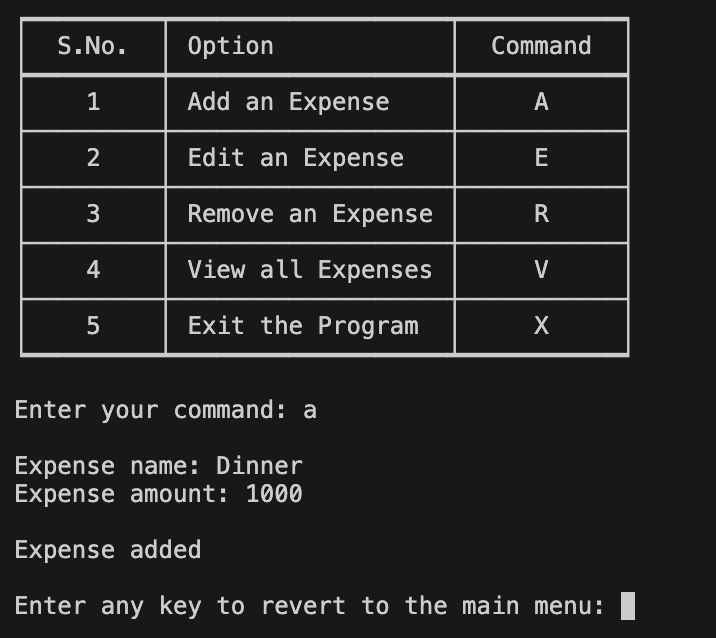 S.No. Option Command
1 Add an Expense A
2 Edit an Expense E
3 Remove an Expense R
4 View all Expenses V
5 Exit the Program X
Enter your command: a
Expense name: Dinner
Expense amount: 1000
Expense added
Enter any key to revert to the main menu: